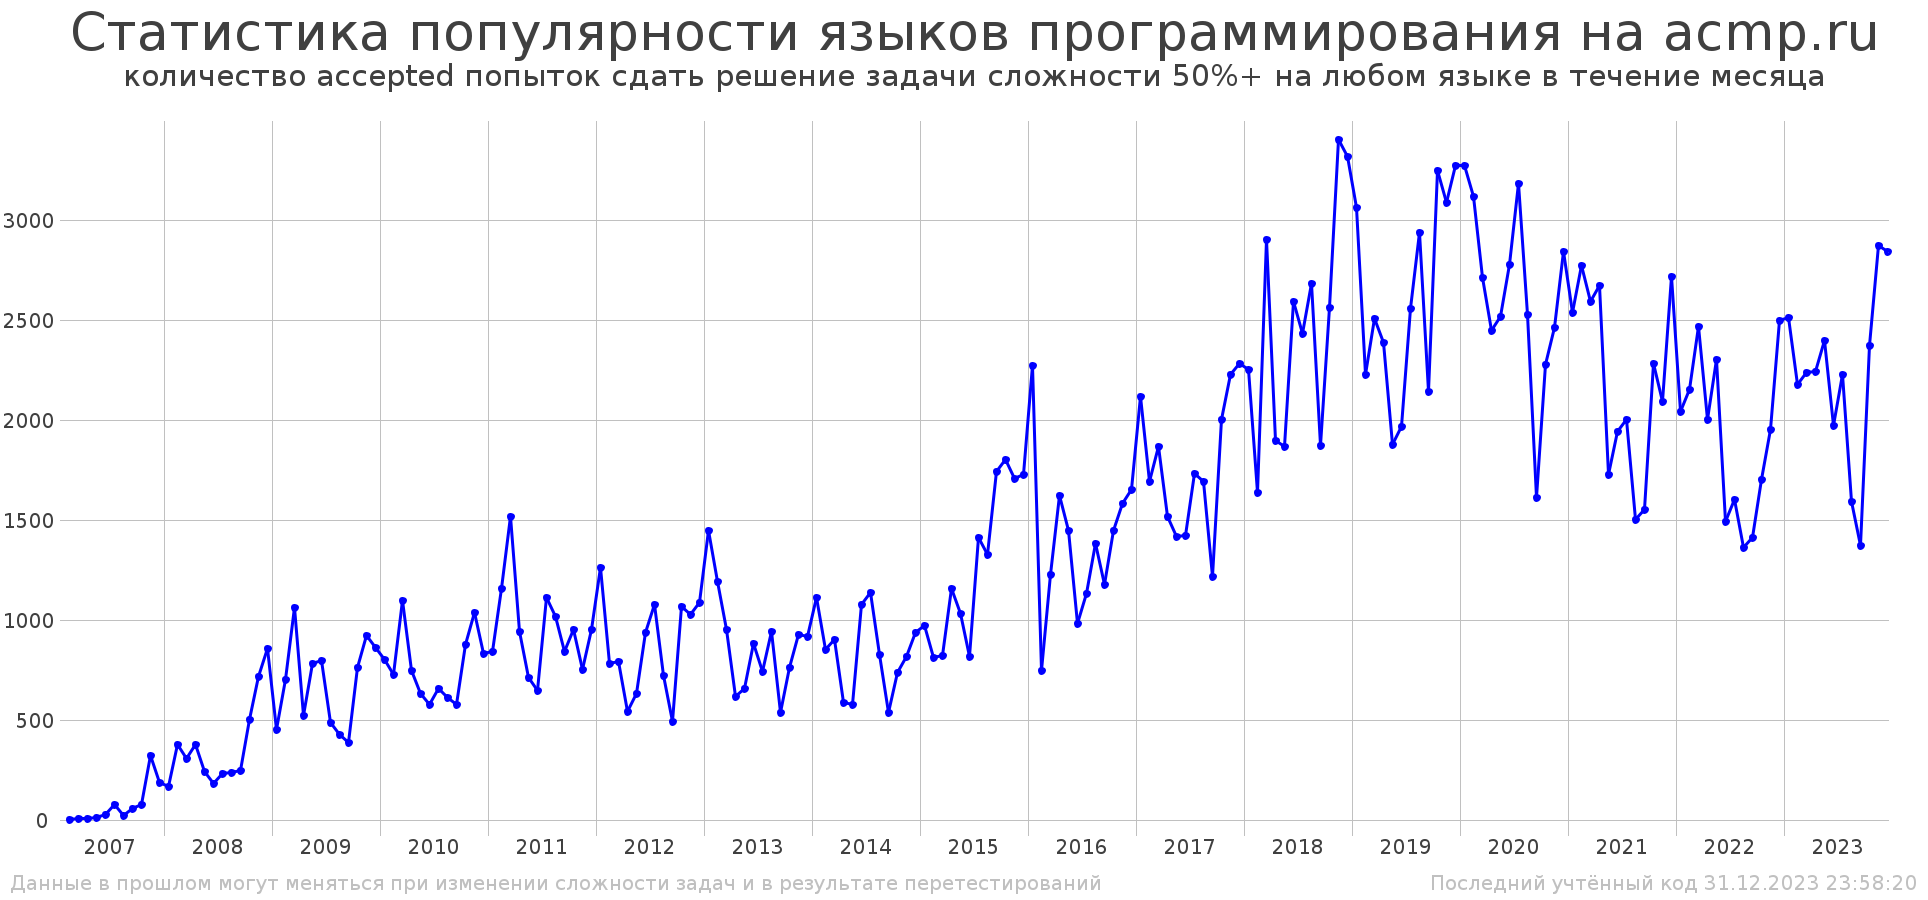 Статистика популярности языков программирования на acmp.ru
количество accepted попыток сдать решение задачи сложности 50%+ на любом языке в течение месяца
3000
2500
2000
1500
1000
500
0
2007 2008 2009 2010 2011 2012 2013 2014 2015 2016 2017 2018 2019 2020 2021 2022 2023
Данные в прошлом могут меняться при изменении сложности задач и в результате перетестирований
Последний учтённый код 31.12.2023 23:58:20